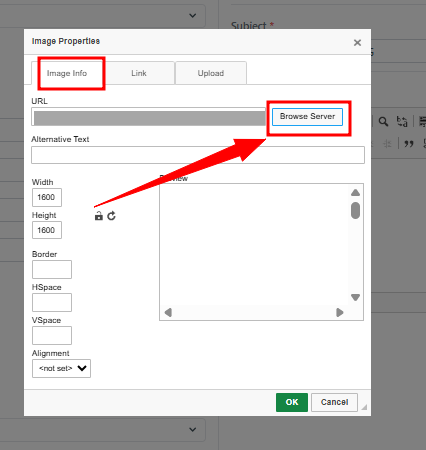 Subject *
Image Properties
Image Info
Link
Upload
URL
Browse Server
Alternative Text
Width
1600
Height
1600
Border
HSpace
VSpace
Alignment
<not set>
OK
Cancel